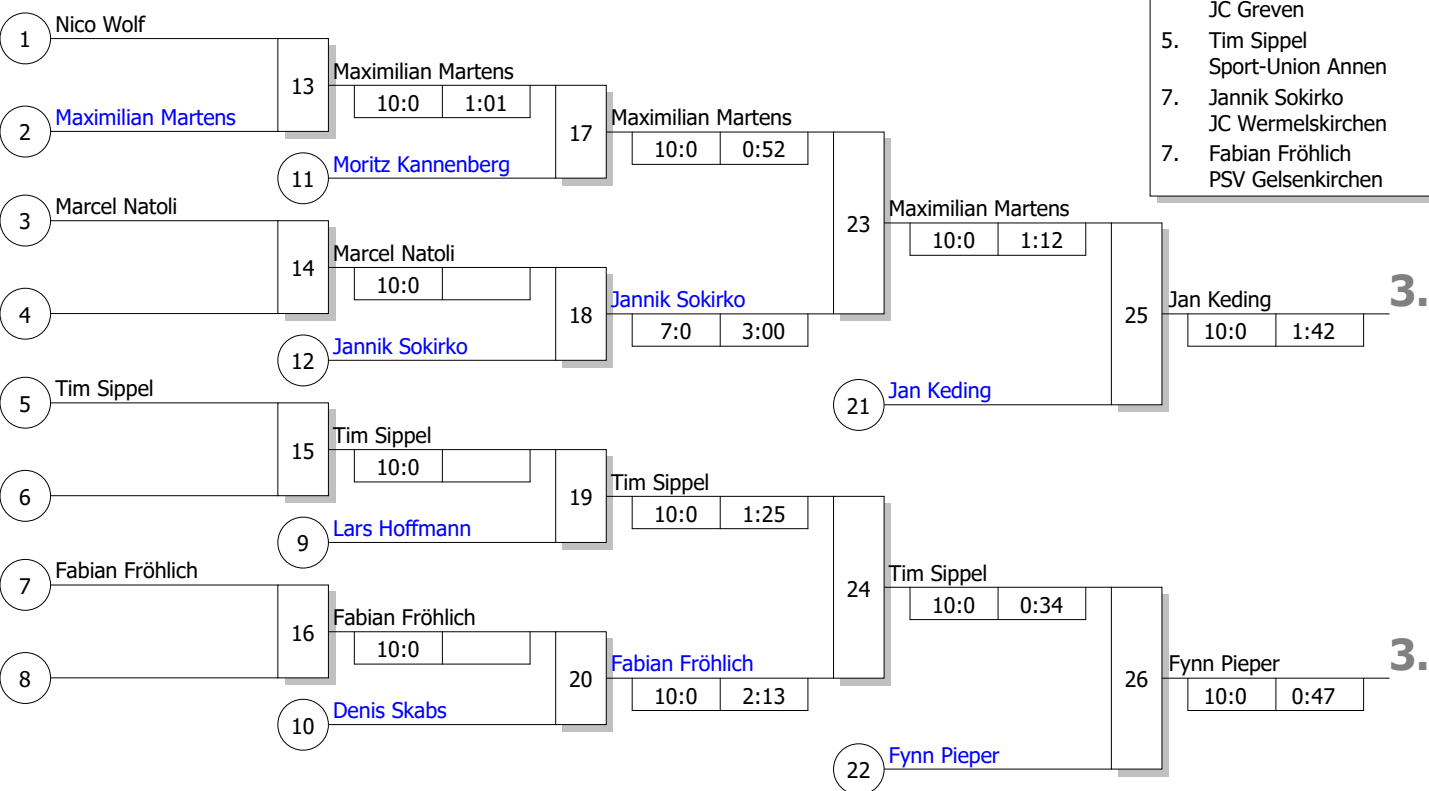 JC Greven
5. Tim Sippel
Sport-Union Annen
7. Jannik Sokirko
JC Wermelskirchen
7. Fabian Fröhlich
PSV Gelsenkirchen
1 Nico Wolf
13 Maximilian Martens
10:0 1:01
2 Maximilian Martens
17 Maximilian Martens
10:0 0:52
11 Moritz Kannenberg
3 Marcel Natoli
23 Maximilian Martens
10:0 1:12
14 Marcel Natoli
10:0
4
18 Jannik Sokirko
7:0 3:00
12 Jannik Sokirko
25 Jan Keding 3.
10:0 1:42
5 Tim Sippel
21 Jan Keding
15 Tim Sippel
10:0
6
19 Tim Sippel
10:0 1:25
9 Lars Hoffmann
7 Fabian Fröhlich
24 Tim Sippel
10:0 0:34
16 Fabian Fröhlich
10:0
8
20 Fabian Fröhlich
10:0 2:13
10 Denis Skabs
26 Fynn Pieper 3.
10:0 0:47
22 Fynn Pieper